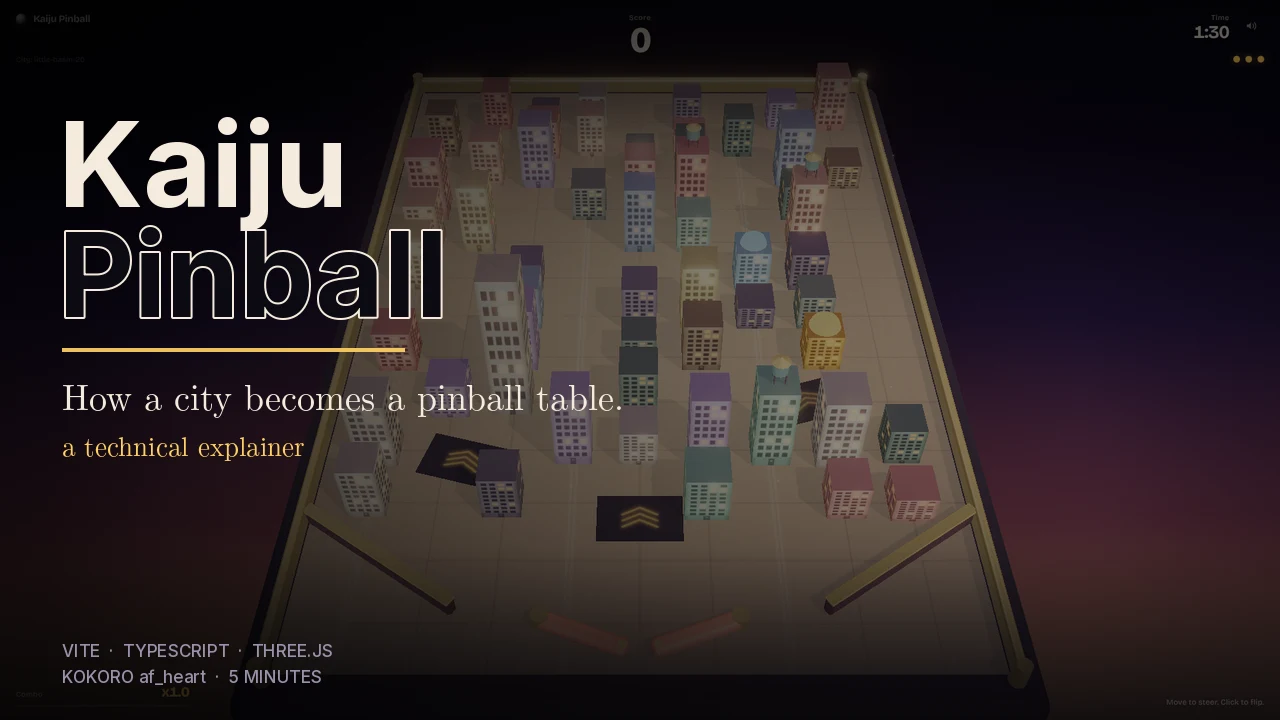 Kaiju Pinball
Score
0
Time
1:30
Kaiju
Pinball
How a city becomes a pinball table.
a technical explainer
VITE · TYPESCRIPT · THREE.JS
KOKORO af_heart · 5 MINUTES
Combo
x1.0
Move to steer. Click to flip.